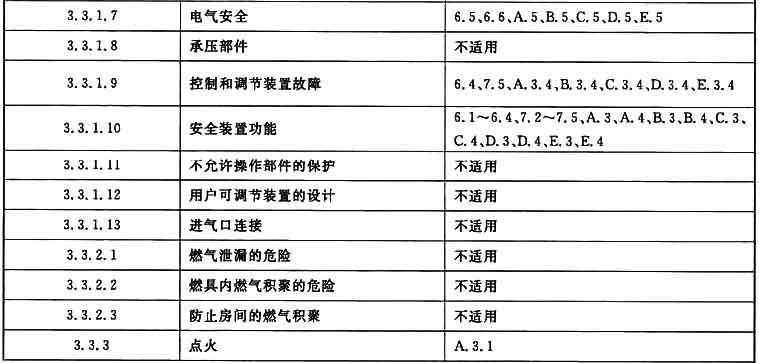 3.3.1.7 电气安全 6.5、6.6、A.5、B.5、C.5、D.5、E.5
3.3.1.8 承压部件 不适用
3.3.1.9 控制和调节装置故障 6.4、7.5、A.3.4、B.3.4、C.3.4、D.3.4、E.3.4
3.3.1.10 安全装置功能 6.1～6.4、7.2～7.5、A.3、A.4、B.3、B.4、C.3、
C.4、D.3、D.4、E.3、E.4
3.3.1.11 不允许操作部件的保护 不适用
3.3.1.12 用户可调节装置的设计 不适用
3.3.1.13 进气口连接 不适用
3.3.2.1 燃气泄漏的危险 不适用
3.3.2.2 燃具内燃气积聚的危险 不适用
3.3.2.3 防止房间的燃气积聚 不适用
3.3.3 点火 A.3.1